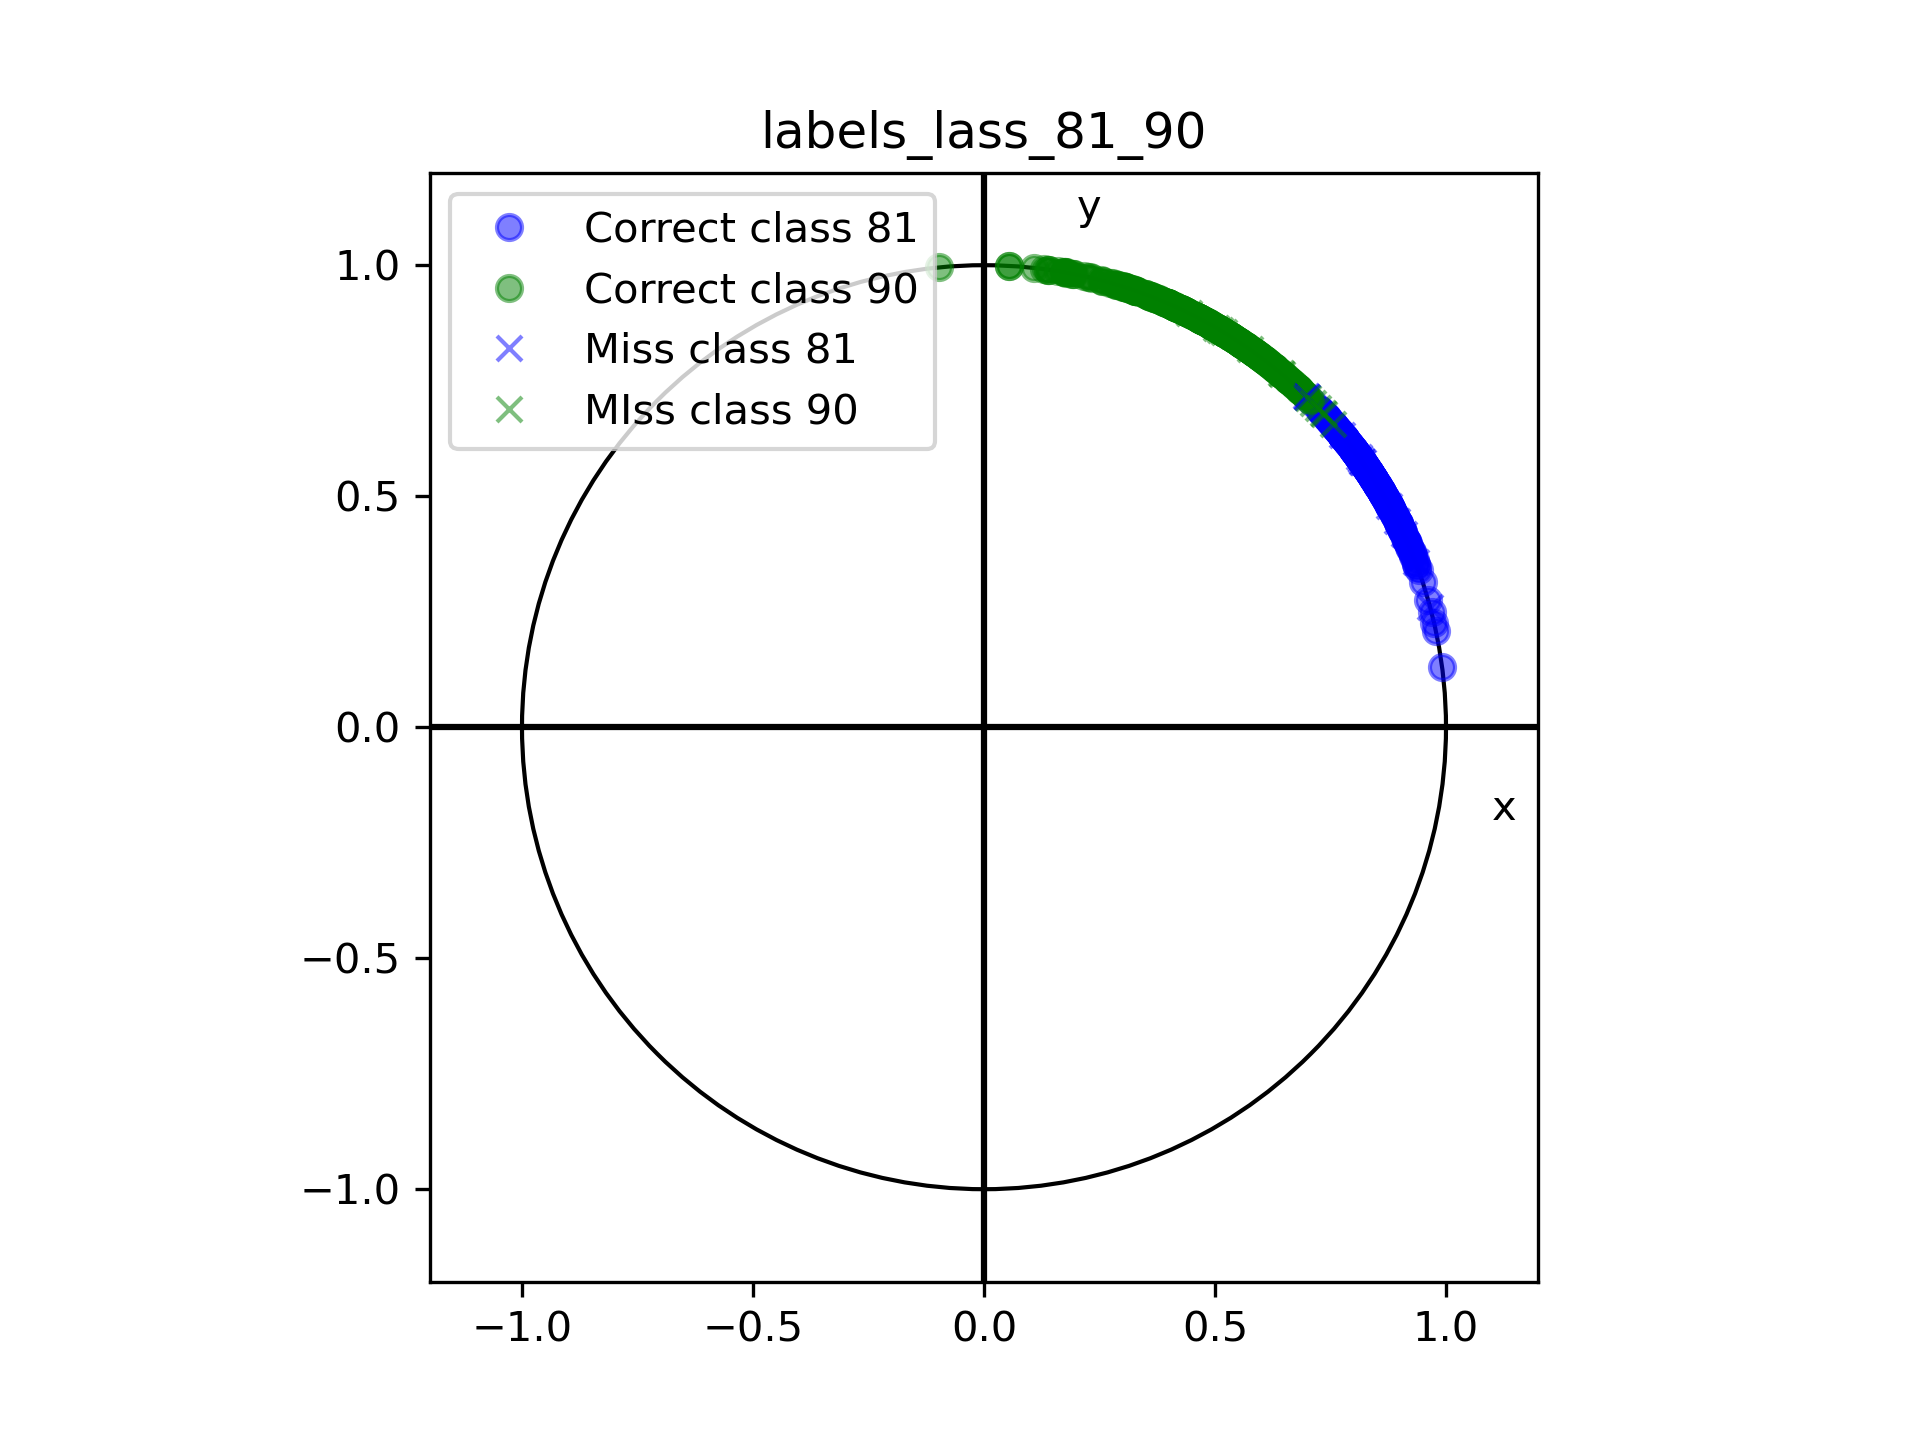 labels_lass_81_90
y
Correct class 81
Correct class 90
Miss class 81
MIss class 90
1.0
0.5
0.0
−0.5
−1.0
x
−1.0 −0.5 0.0 0.5 1.0